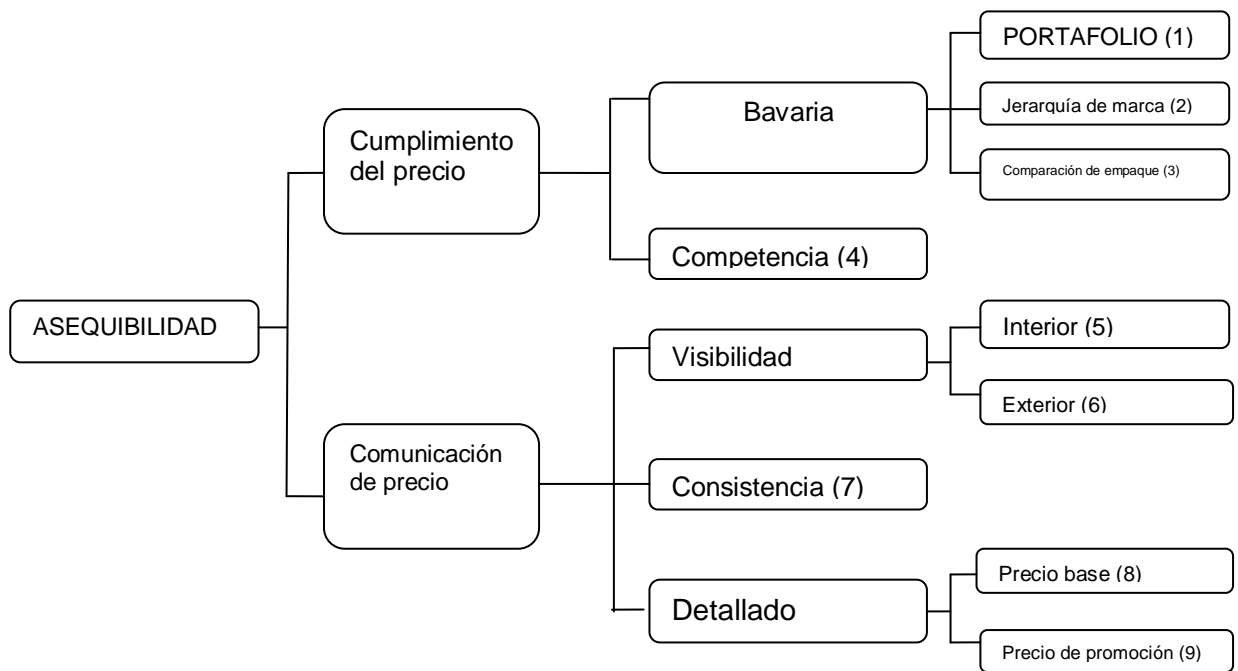 ASEQUIBILIDAD
Cumplimiento
del precio
Bavaria
PORTAFOLIO (1)
Jerarquía de marca (2)
Comparación de empaque (3)
Competencia (4)
Comunicación
de precio
Visibilidad
Interior (5)
Exterior (6)
Consistencia (7)
Detallado
Precio base (8)
Precio de promoción (9)